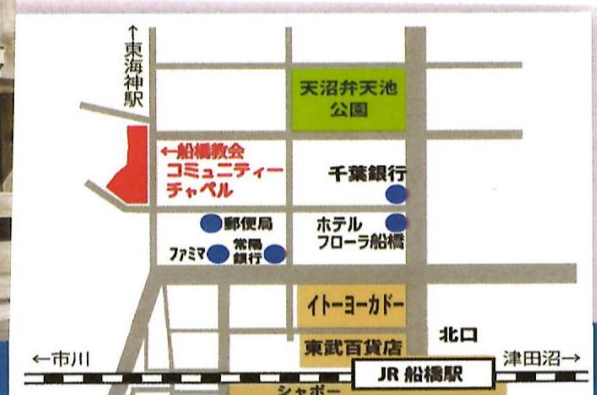 ↑東海神駅
天沼弁天池
公園
←船橋教会
コミュニティー
チャペル
千葉銀行
郵便局
ホテル
フローラ船橋
ファミマ
常陽
銀行
イトーヨーカドー
東武百貨店
北口
←市川
津田沼→
JR 船橋駅
シャポー